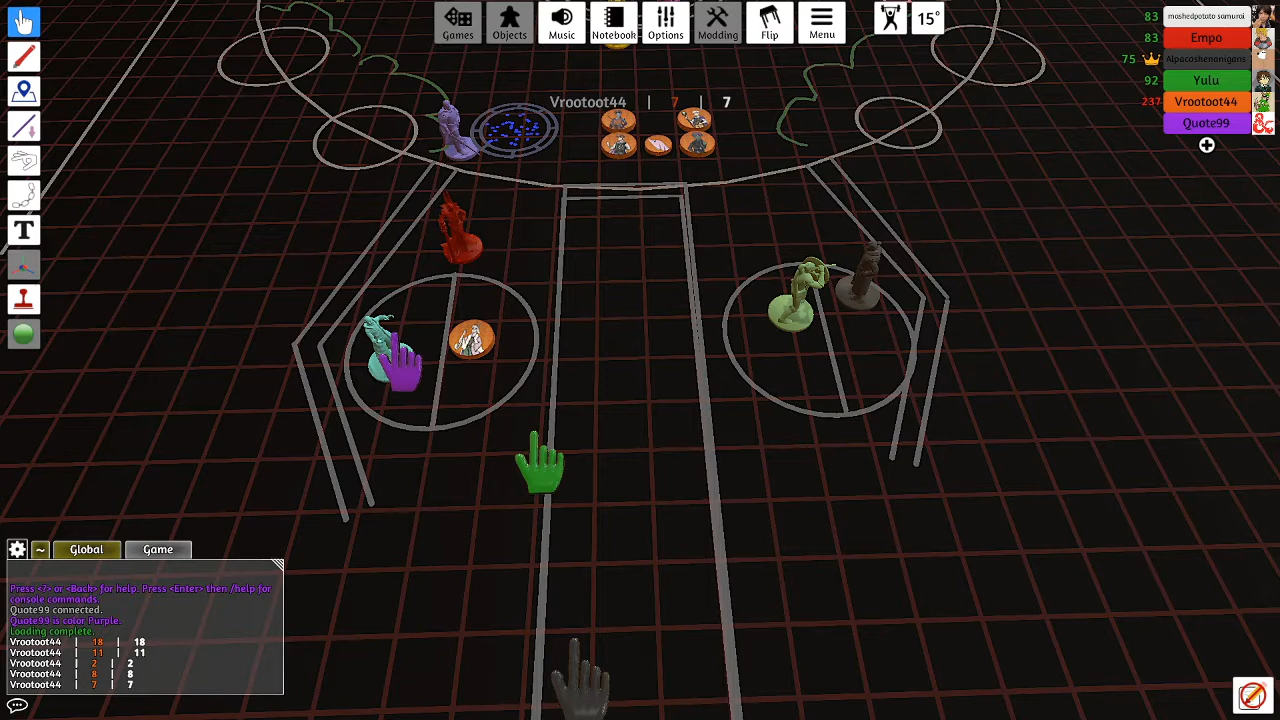 Games
Objects
Music
Notebook
Options
Modding
Flip
Menu
15°
83 mashedpotato samurai
83 Empo
75 Alpacashenanigans
92 Yulu
237 Vrootoot44
Quote99
Vrootoot44 | 7 | 7
T
~ Global Game
Press <?> or <Back> for help. Press <Enter> then /help for
console commands.
Quote99 connected.
Quote99 is color Purple.
Loading complete.
Vrootoot44 | 18 | 18
Vrootoot44 | 11 | 11
Vrootoot44 | 2 | 2
Vrootoot44 | 8 | 8
Vrootoot44 | 7 | 7